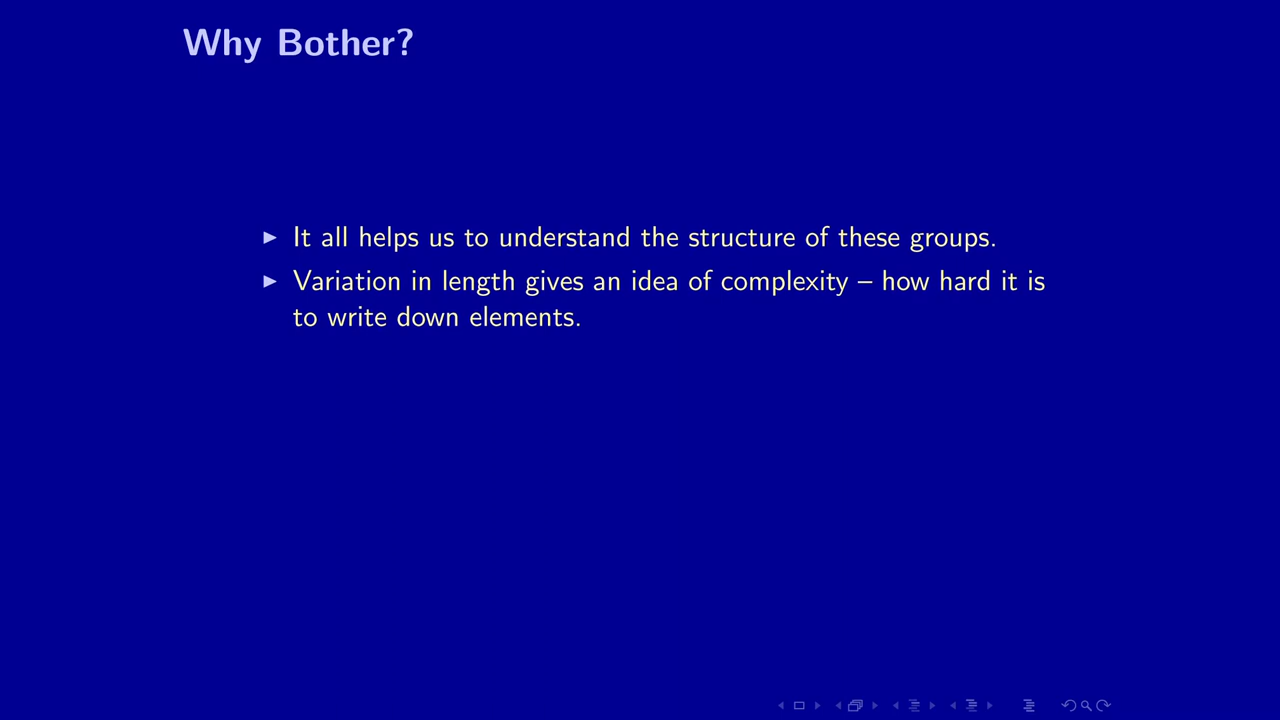 Why Bother?
It all helps us to understand the structure of these groups.
Variation in length gives an idea of complexity – how hard it is
to write down elements.